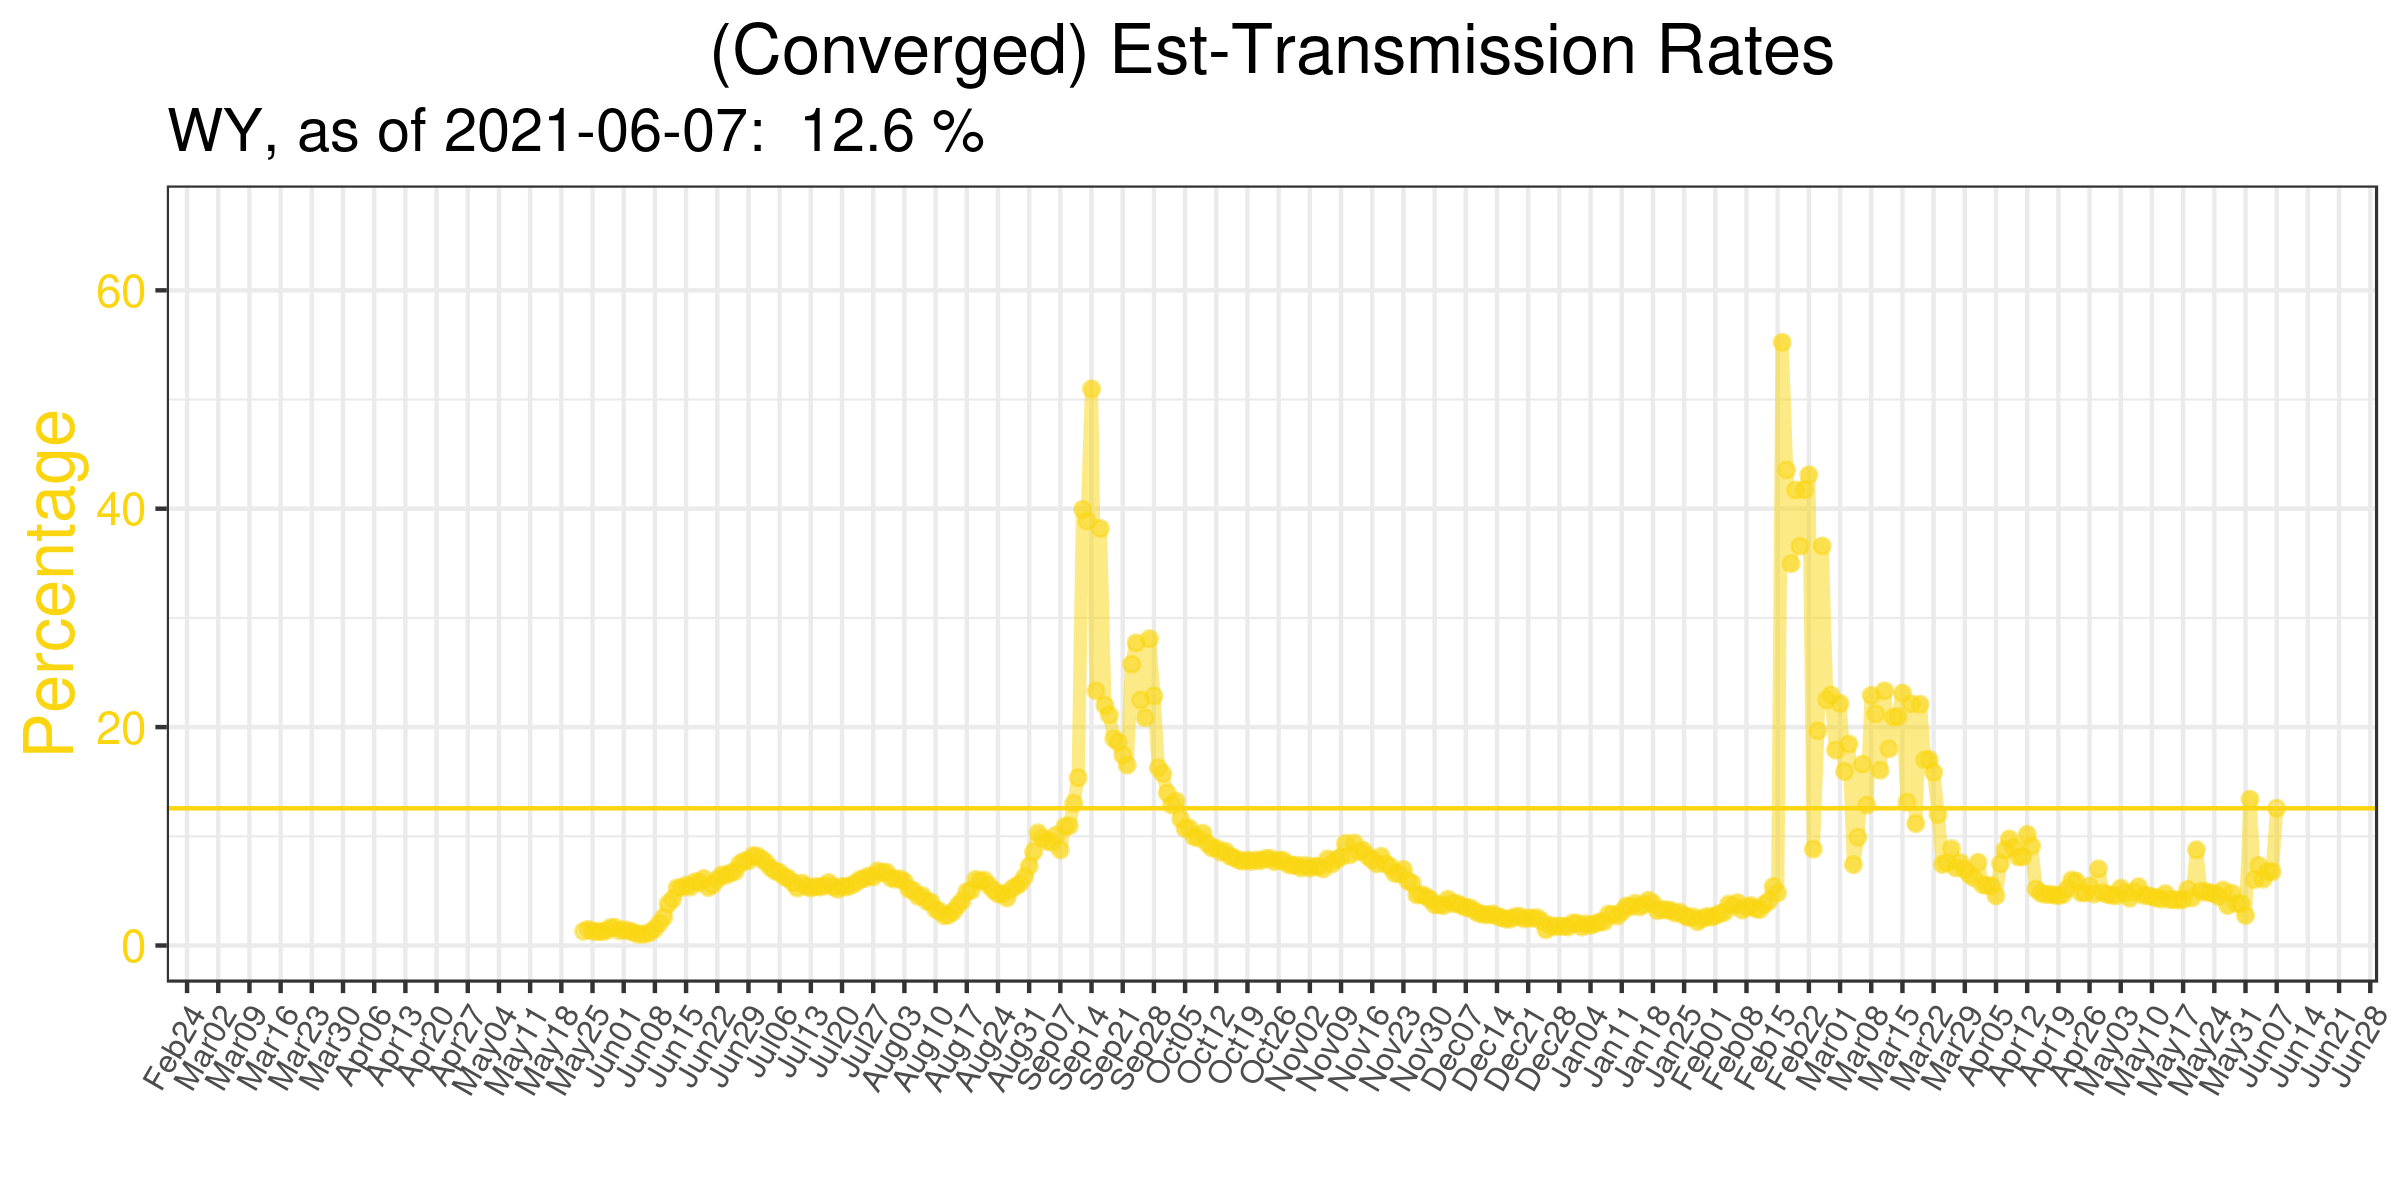 (Converged) Est-Transmission Rates
WY, as of 2021-06-07:  12.6 %
Percentage
60
40
20
0
Feb24
Mar02
Mar09
Mar16
Mar23
Mar30
Apr06
Apr13
Apr20
Apr27
May04
May11
May18
May25
Jun01
Jun08
Jun15
Jun22
Jun29
Jul06
Jul13
Jul20
Jul27
Aug03
Aug10
Aug17
Aug24
Aug31
Sep07
Sep14
Sep21
Sep28
Oct05
Oct12
Oct19
Oct26
Nov02
Nov09
Nov16
Nov23
Nov30
Dec07
Dec14
Dec21
Dec28
Jan04
Jan11
Jan18
Jan25
Feb01
Feb08
Feb15
Feb22
Mar01
Mar08
Mar15
Mar22
Mar29
Apr05
Apr12
Apr19
Apr26
May03
May10
May17
May24
May31
Jun07
Jun14
Jun21
Jun28